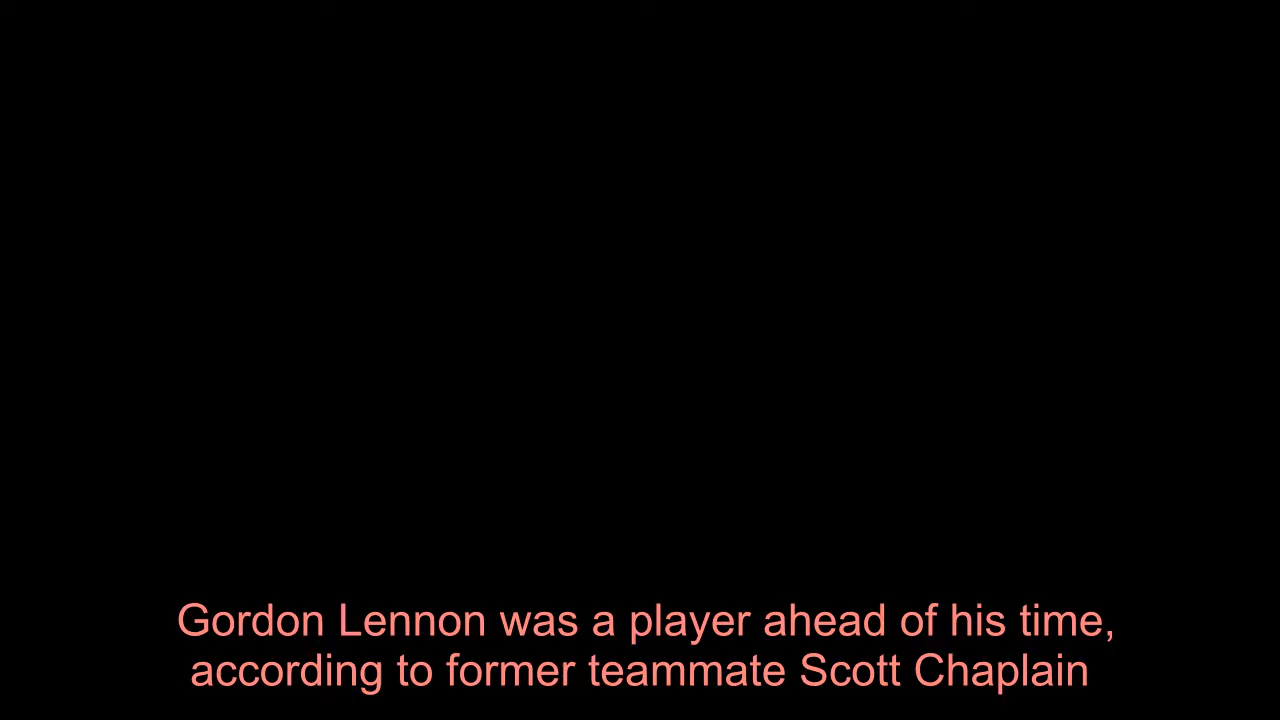 Gordon Lennon was a player ahead of his time,
according to former teammate Scott Chaplain